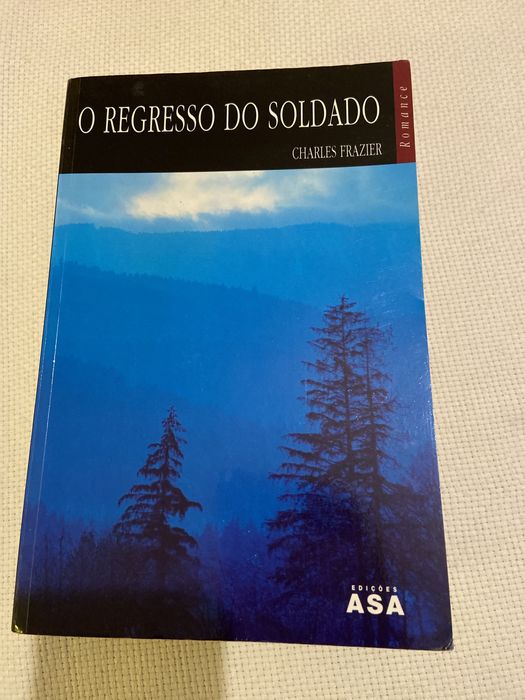 O REGRESSO DO SOLDADO
CHARLES FRAZIER
Romance
EDIÇÕES
ASA